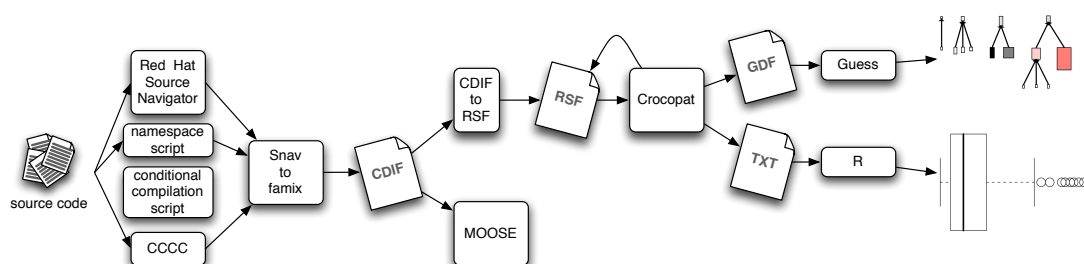 source code
Red Hat
Source
Navigator
namespace
script
conditional
compilation
script
CCCC
Snav
to
famix
CDIF
CDIF
to
RSF
MOOSE
RSF
Crocopat
GDF
TXT
Guess
R